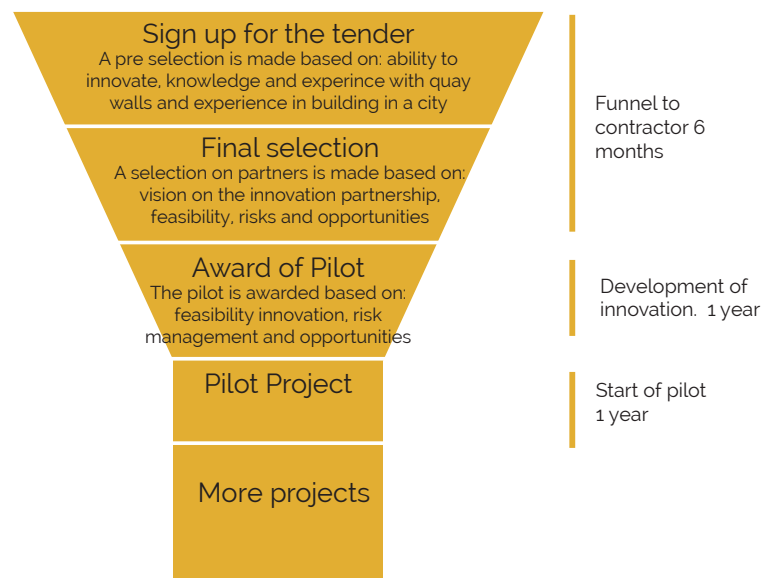 Sign up for the tender
A pre selection is made based on: ability to
innovate, knowledge and experince with quay
walls and experience in building in a city
Funnel to
contractor 6
months
Final selection
A selection on partners is made based on:
vision on the innovation partnership,
feasibility, risks and opportunities
Award of Pilot
The pilot is awarded based on:
feasibility innovation, risk
management and opportunities
Development of
innovation. 1 year
Pilot Project
Start of pilot
1 year
More projects